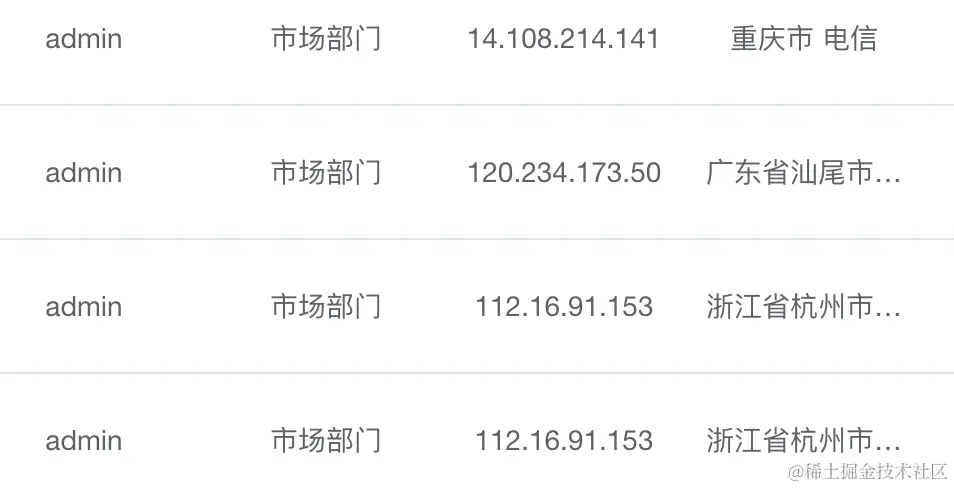 admin 市场部门 14.108.214.141 重庆市 电信
admin 市场部门 120.234.173.50 广东省汕尾市...
admin 市场部门 112.16.91.153 浙江省杭州市...
admin 市场部门 112.16.91.153 浙江省杭州市...
@稀土掘金技术社区